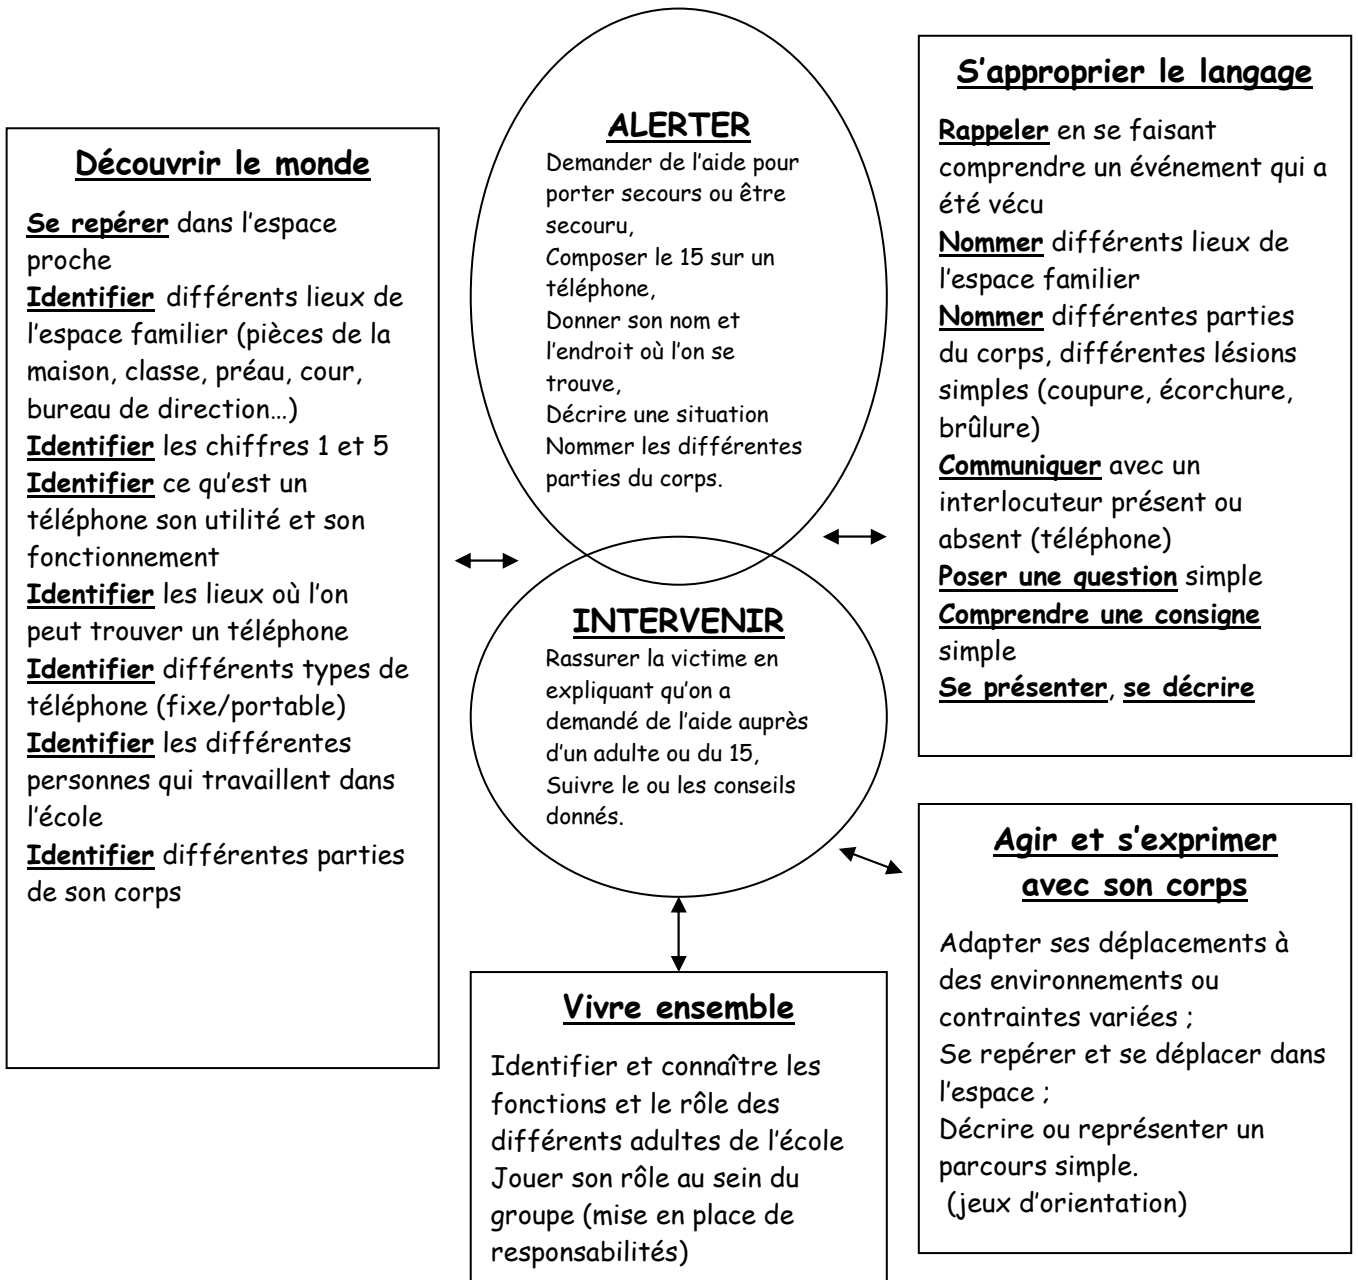 Découvrir le monde
Se repérer dans l'espace
proche
Identifier différents lieux de
l'espace familier (pièces de la
maison, classe, préau, cour,
bureau de direction…)
Identifier les chiffres 1 et 5
Identifier ce qu'est un
téléphone son utilité et son
fonctionnement
Identifier les lieux où l'on
peut trouver un téléphone
Identifier différents types de
téléphone (fixe/portable)
Identifier les différentes
personnes qui travaillent dans
l'école
Identifier différentes parties
de son corps
ALERTER
Demander de l'aide pour
porter secours ou être
secouru,
Composer le 15 sur un
téléphone,
Donner son nom et
l'endroit où l'on se
trouve,
Décrire une situation
Nommer les différentes
parties du corps.
INTERVENIR
Rassurer la victime en
expliquant qu'on a
demandé de l'aide auprès
d'un adulte ou du 15,
Suivre le ou les conseils
donnés.
Vivre ensemble
Identifier et connaître les
fonctions et le rôle des
différents adultes de l'école
Jouer son rôle au sein du
groupe (mise en place de
responsabilités)
S'approprier le langage
Rappeler en se faisant
comprendre un événement qui a
été vécu
Nommer différents lieux de
l'espace familier
Nommer différentes parties
du corps, différentes lésions
simples (coupure, écorchure,
brûlure)
Communiquer avec un
interlocuteur présent ou
absent (téléphone)
Poser une question simple
Comprendre une consigne
simple
Se présenter, se décrire
Agir et s'exprimer
avec son corps
Adapter ses déplacements à
des environnements ou
contraintes variées ;
Se repérer et se déplacer dans
l'espace ;
Décrire ou représenter un
parcours simple.
(jeux d'orientation)